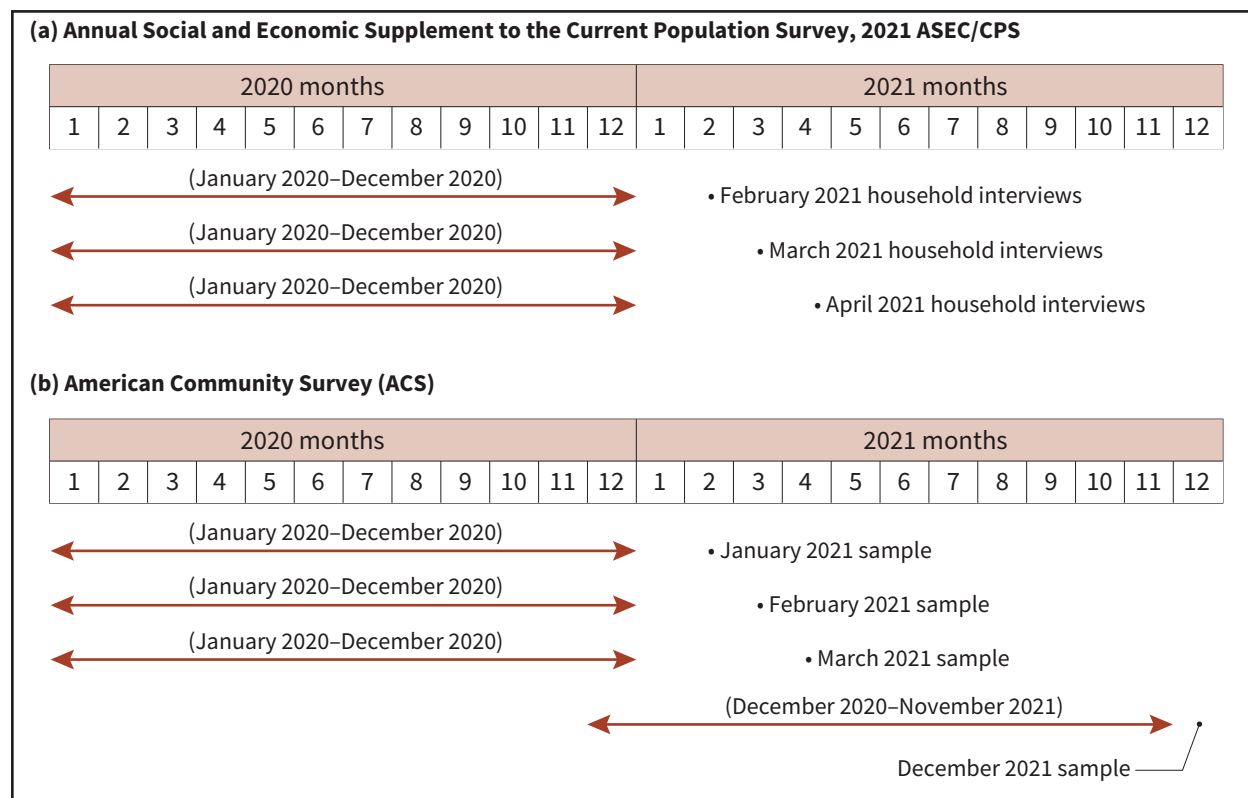 (a) Annual Social and Economic Supplement to the Current Population Survey, 2021 ASEC/CPS
2020 months 2021 months
1 2 3 4 5 6 7 8 9 10 11 12 1 2 3 4 5 6 7 8 9 10 11 12
(January 2020–December 2020)
• February 2021 household interviews
(January 2020–December 2020)
• March 2021 household interviews
(January 2020–December 2020)
• April 2021 household interviews
(b) American Community Survey (ACS)
2020 months 2021 months
1 2 3 4 5 6 7 8 9 10 11 12 1 2 3 4 5 6 7 8 9 10 11 12
(January 2020–December 2020)
• January 2021 sample
(January 2020–December 2020)
• February 2021 sample
(January 2020–December 2020)
• March 2021 sample
(December 2020–November 2021)
December 2021 sample